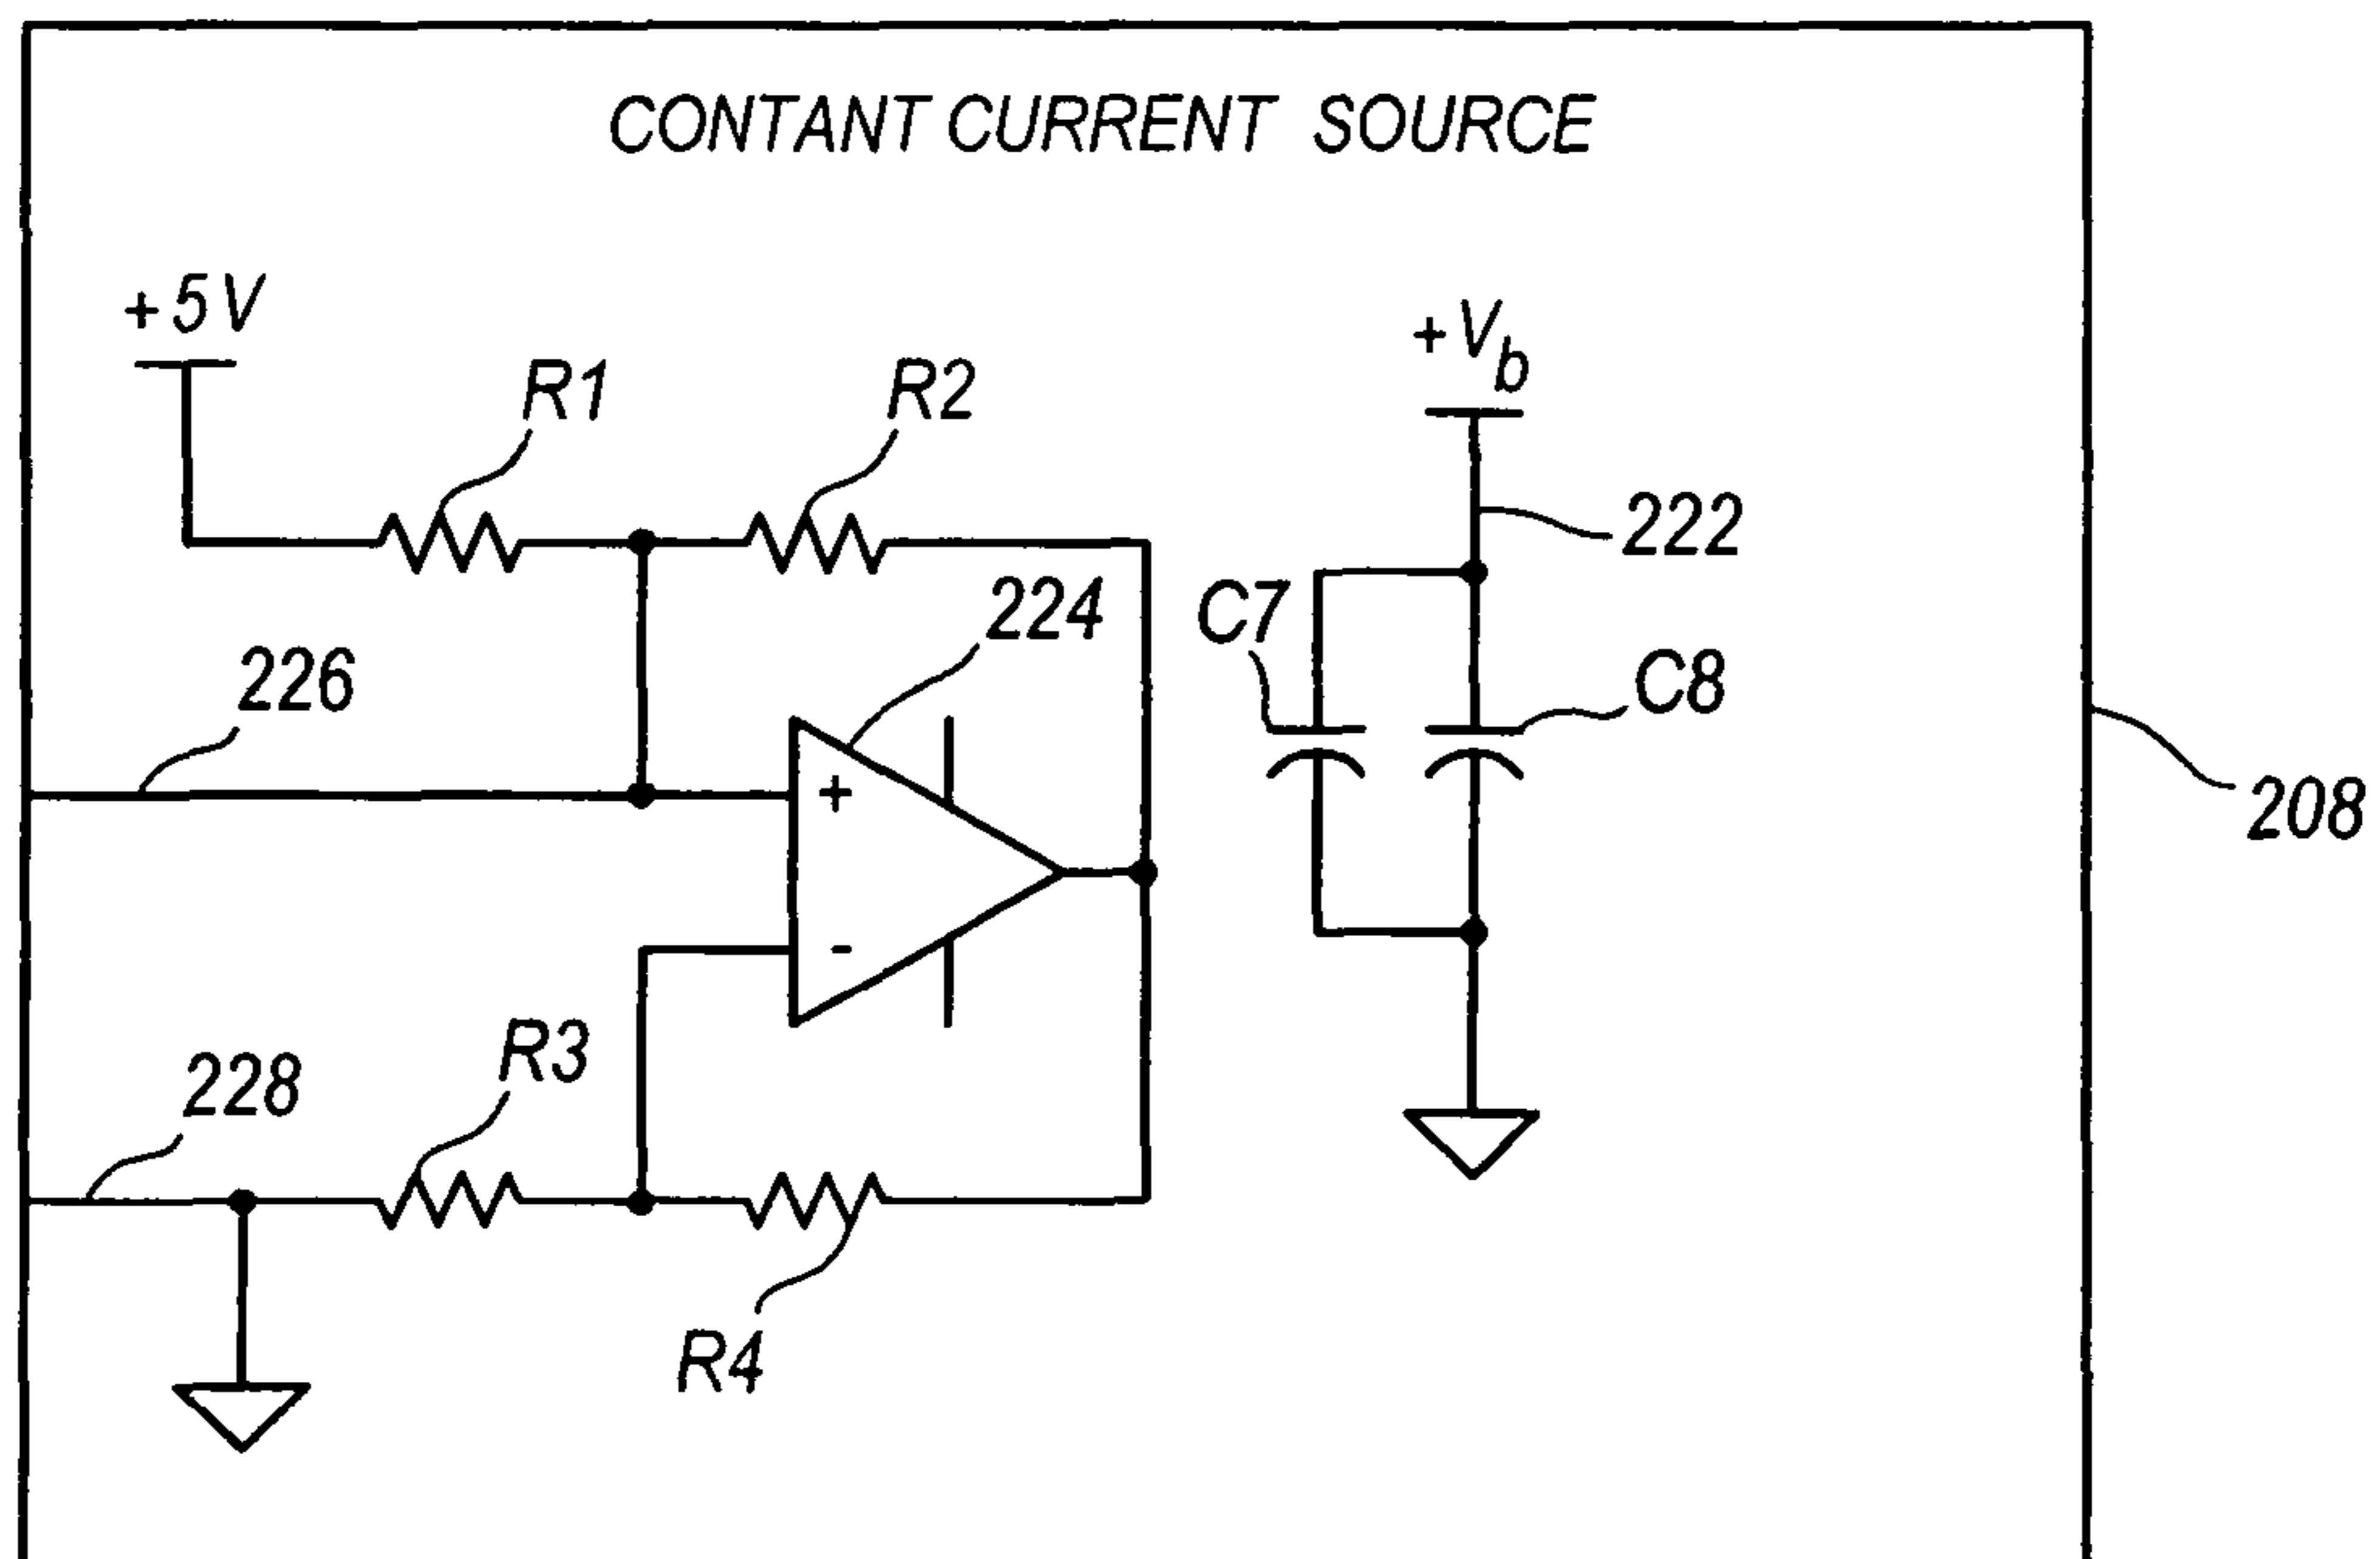 CONTANT CURRENT SOURCE
+5V
R1
R2
+Vb
222
224
C7
226
C8
208
+
-
R3
228
R4